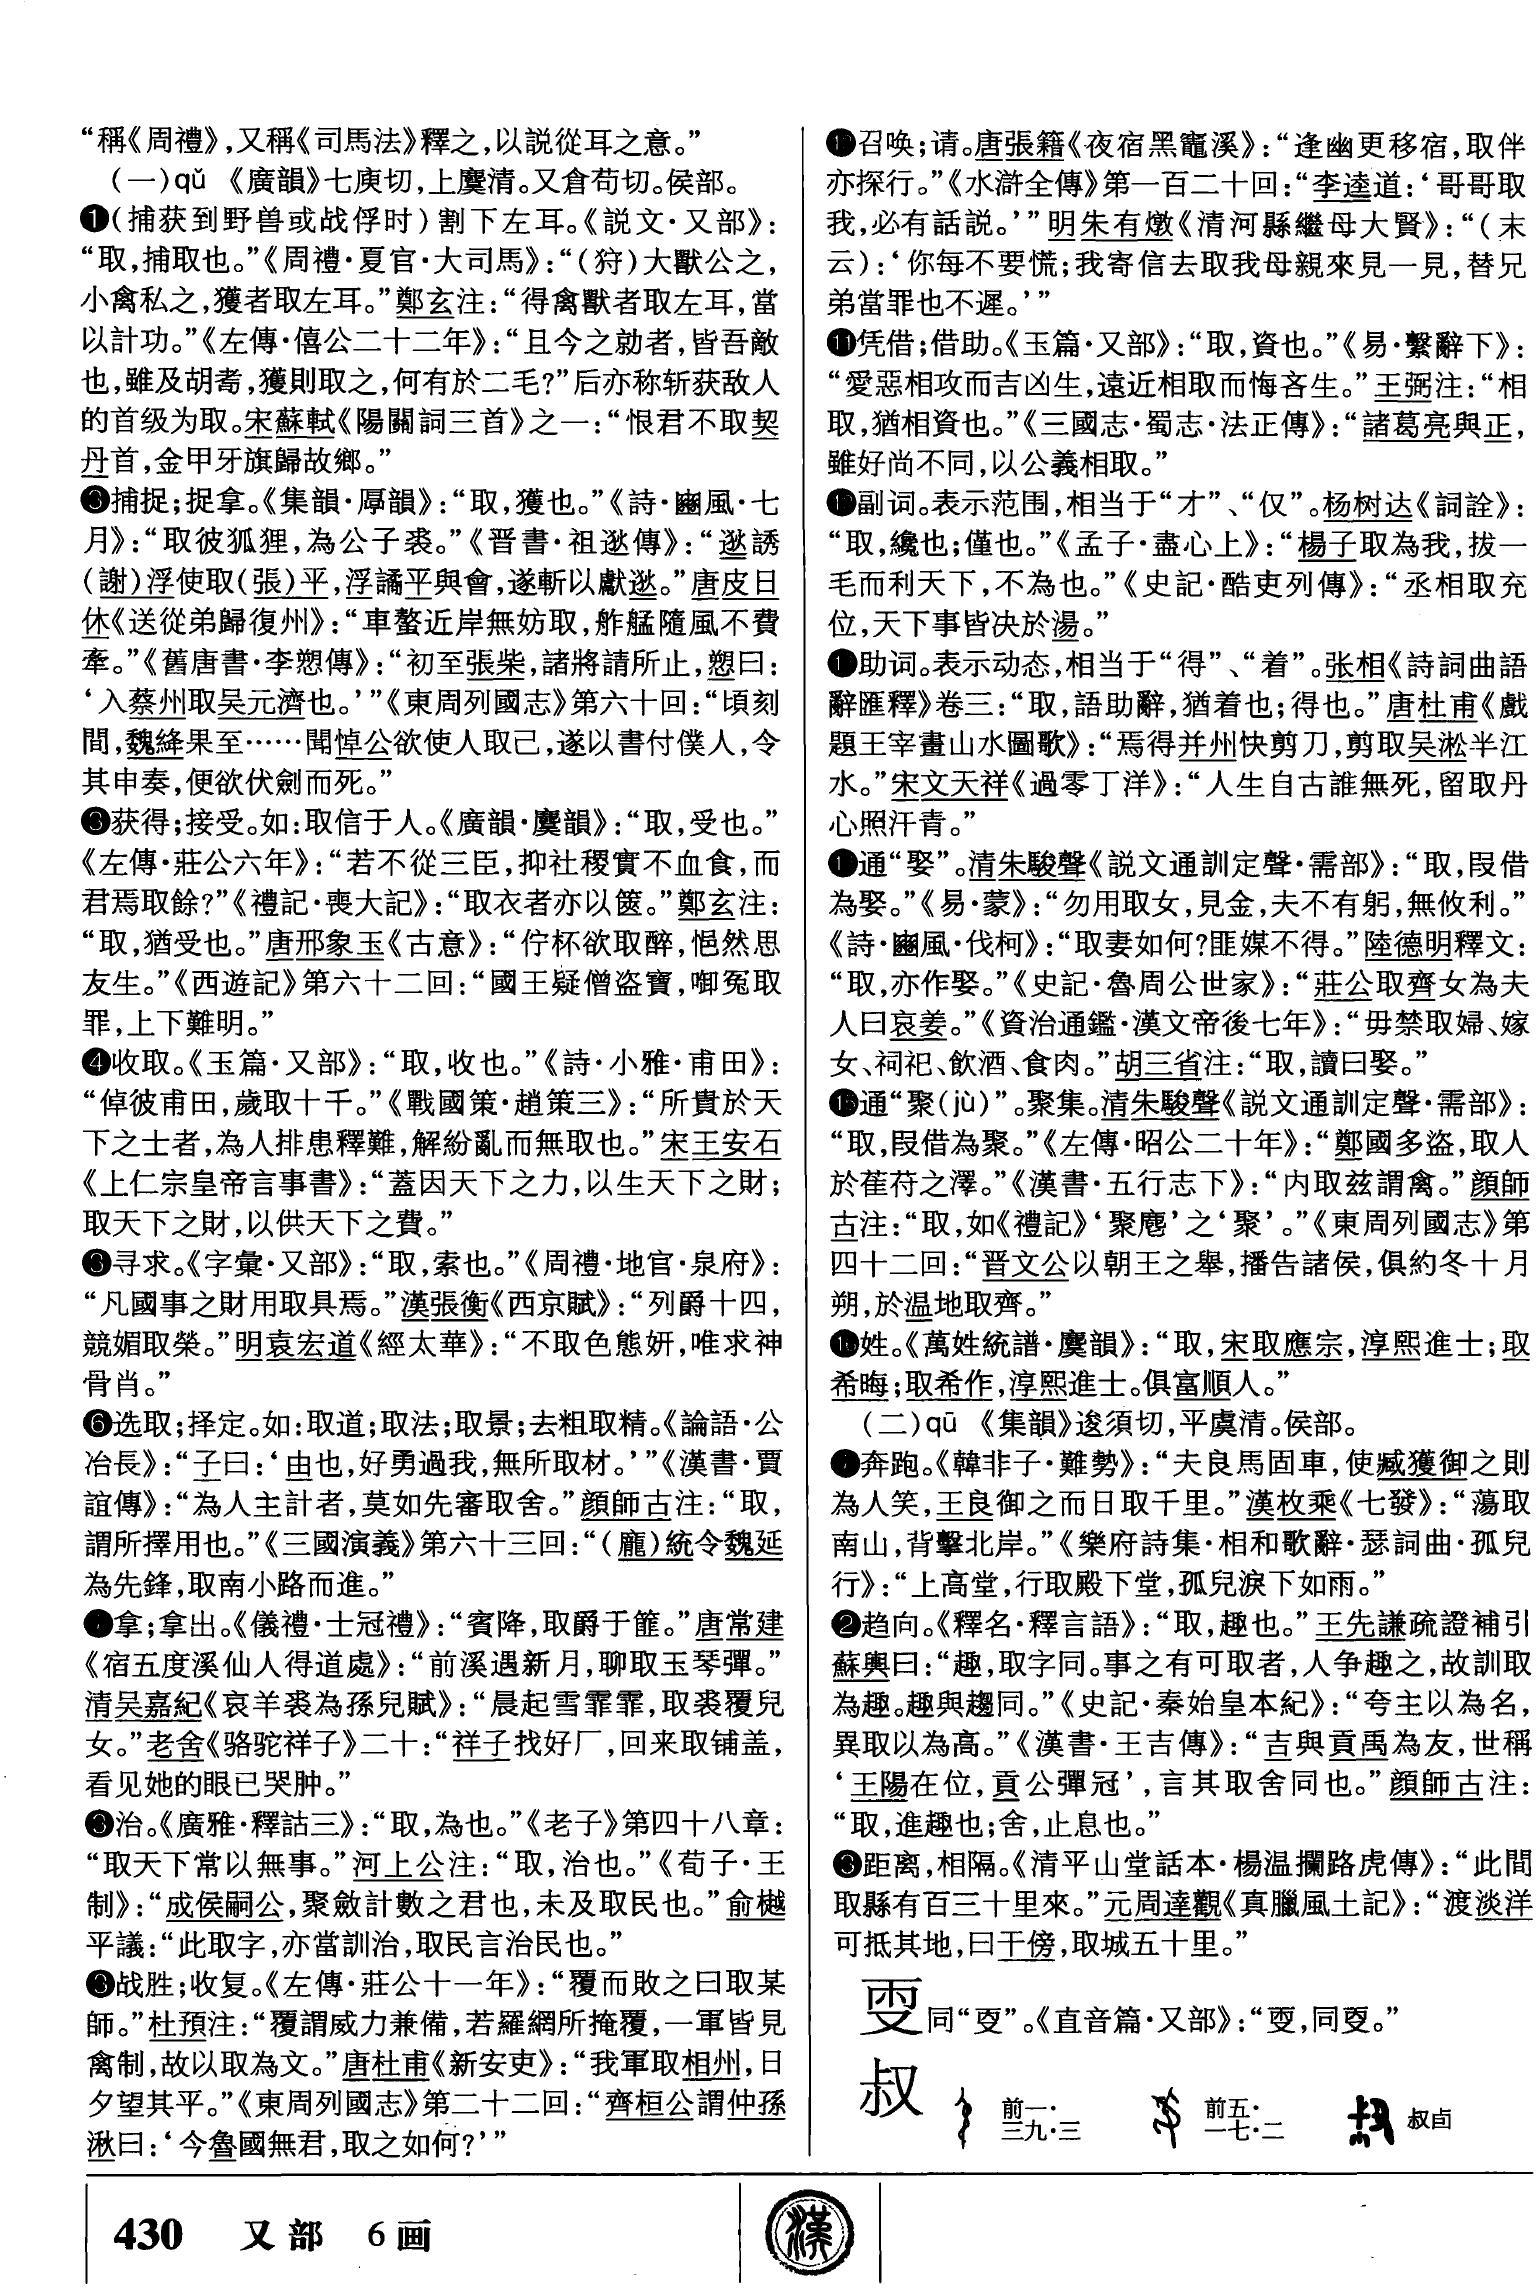 “稱《周禮》,又稱《司馬法》釋之,以説從耳之意。”
(一)qǔ 《廣韻》七庾切,上麌清。又倉苟切。侯部。
❶(捕获到野兽或战俘时)割下左耳。《説文·又部》:
“取,捕取也。”《周禮·夏官·大司馬》:“(狩)大獸公之,
小禽私之,獲者取左耳。”鄭玄注:“得禽獸者取左耳,當
以計功。”《左傳·僖公二十二年》:“且今之勍者,皆吾敵
也,雖及胡耇,獲則取之,何有於二毛?”后亦称斩获敌人
的首级为取。宋蘇軾《陽關詞三首》之一:“恨君不取契
丹首,金甲牙旗歸故鄉。”
❷捕捉;捉拿。《集韻·厚韻》:“取,獲也。”《詩·豳風·七
月》:“取彼狐狸,為公子裘。”《晋書·祖逖傳》:“逖誘
(謝)浮使取(張)平,浮譎平與會,遂斬以獻逖。”唐皮日
休《送從弟歸復州》:“車螯近岸無妨取,舴艋隨風不費
牽。”《舊唐書·李愬傳》:“初至張柴,諸將請所止,愬曰:
‘入蔡州取吴元濟也。’”《東周列國志》第六十回:“頃刻
間,魏絳果至……聞悼公欲使人取己,遂以書付僕人,令
其申奏,便欲伏劍而死。”
❸获得;接受。如:取信于人。《廣韻·麌韻》:“取,受也。”
《左傳·莊公六年》:“若不從三臣,抑社稷實不血食,而
君焉取餘?”《禮記·喪大記》:“取衣者亦以篋。”鄭玄注:
“取,猶受也。”唐邢象玉《古意》:“佇杯欲取醉,悒然思
友生。”《西遊記》第六十二回:“國王疑僧盗寶,啣冤取
罪,上下難明。”
❹收取。《玉篇·又部》:“取,收也。”《詩·小雅·甫田》:
“倬彼甫田,歲取十千。”《戰國策·趙策三》:“所貴於天
下之士者,為人排患釋難,解紛亂而無取也。”宋王安石
《上仁宗皇帝言事書》:“蓋因天下之力,以生天下之財;
取天下之財,以供天下之費。”
❺寻求。《字彙·又部》:“取,索也。”《周禮·地官·泉府》:
“凡國事之財用取具焉。”漢張衡《西京賦》:“列爵十四,
競媚取榮。”明袁宏道《經太華》:“不取色態妍,唯求神
骨肖。”
❻选取;择定。如:取道;取法;取景;去粗取精。《論語·公
冶長》:“子曰:‘由也,好勇過我,無所取材。’”《漢書·賈
誼傳》:“為人主計者,莫如先審取舍。”顔師古注:“取,
謂所擇用也。”《三國演義》第六十三回:“(龐)統令魏延
為先鋒,取南小路而進。”
❼拿;拿出。《儀禮·士冠禮》:“賓降,取爵于篚。”唐常建
《宿五度溪仙人得道處》:“前溪遇新月,聊取玉琴彈。”
清吴嘉紀《哀羊裘為孫兒賦》:“晨起雪霏霏,取裘覆兒
女。”老舍《骆驼祥子》二十:“祥子找好厂,回来取铺盖,
看见她的眼已哭肿。”
❽治。《廣雅·釋詁三》:“取,為也。”《老子》第四十八章:
“取天下常以無事。”河上公注:“取,治也。”《荀子·王
制》:“成侯嗣公,聚斂計數之君也,未及取民也。”俞樾
平議:“此取字,亦當訓治,取民言治民也。”
❾战胜;收复。《左傳·莊公十一年》:“覆而敗之曰取某
師。”杜預注:“覆謂威力兼備,若羅網所掩覆,一軍皆見
禽制,故以取為文。”唐杜甫《新安吏》:“我軍取相州,日
夕望其平。”《東周列國志》第二十二回:“齊桓公謂仲孫
湫曰:‘今魯國無君,取之如何?’”
❿召唤;请。唐張籍《夜宿黑竈溪》:“逢幽更移宿,取伴
亦探行。”《水滸全傳》第一百二十回:“李逵道:‘哥哥取
我,必有話説。’”明朱有燉《清河縣繼母大賢》:“(末
云):‘你每不要慌;我寄信去取我母親來見一見,替兄
弟當罪也不遲。’”
⓫凭借;借助。《玉篇·又部》:“取,資也。”《易·繫辭下》:
“愛惡相攻而吉凶生,遠近相取而悔吝生。”王弼注:“相
取,猶相資也。”《三國志·蜀志·法正傳》:“諸葛亮與正,
雖好尚不同,以公義相取。”
⓬副词。表示范围,相当于“才”、“仅”。杨树达《詞詮》:
“取,纔也;僅也。”《孟子·盡心上》:“楊子取為我,拔一
毛而利天下,不為也。”《史記·酷吏列傳》:“丞相取充
位,天下事皆决於湯。”
⓭助词。表示动态,相当于“得”、“着”。张相《詩詞曲語
辭匯釋》卷三:“取,語助辭,猶着也;得也。”唐杜甫《戲
題王宰畫山水圖歌》:“焉得并州快剪刀,剪取吴淞半江
水。”宋文天祥《過零丁洋》:“人生自古誰無死,留取丹
心照汗青。”
⓮通“娶”。清朱駿聲《説文通訓定聲·需部》:“取,叚借
為娶。”《易·蒙》:“勿用取女,見金,夫不有躬,無攸利。”
《詩·豳風·伐柯》:“取妻如何?匪媒不得。”陸德明釋文:
“取,亦作娶。”《史記·魯周公世家》:“莊公取齊女為夫
人曰哀姜。”《資治通鑑·漢文帝後七年》:“毋禁取婦、嫁
女、祠祀、飲酒、食肉。”胡三省注:“取,讀曰娶。”
⓯通“聚(jù)”。聚集。清朱駿聲《説文通訓定聲·需部》:
“取,叚借為聚。”《左傳·昭公二十年》:“鄭國多盜,取人
於萑苻之澤。”《漢書·五行志下》:“内取兹謂禽。”顔師
古注:“取,如《禮記》‘聚麀’之‘聚’。”《東周列國志》第
四十二回:“晋文公以朝王之舉,播告諸侯,俱約冬十月
朔,於温地取齊。”
⓰姓。《萬姓統譜·麌韻》:“取,宋取應宗,淳熙進士;取
希晦;取希作,淳熙進士。俱富順人。”
(二)qū 《集韻》逡須切,平虞清。侯部。
❶奔跑。《韓非子·難勢》:“夫良馬固車,使臧獲御之則
為人笑,王良御之而日取千里。”漢枚乘《七發》:“蕩取
南山,背擊北岸。”《樂府詩集·相和歌辭·瑟詞曲·孤兒
行》:“上高堂,行取殿下堂,孤兒淚下如雨。”
❷趋向。《釋名·釋言語》:“取,趣也。”王先謙疏證補引
蘇輿曰:“趣,取字同。事之有可取者,人争趣之,故訓取
為趣。趣與趨同。”《史記·秦始皇本紀》:“夸主以為名,
異取以為高。”《漢書·王吉傳》:“吉與貢禹為友,世稱
‘王陽在位,貢公彈冠’,言其取舍同也。”顔師古注:
“取,進趣也;舍,止息也。”
❸距离,相隔。《清平山堂話本·楊温攔路虎傳》:“此間
取縣有百三十里來。”元周達觀《真臘風土記》:“渡淡洋
可抵其地,曰干傍,取城五十里。”
同“㪅”。《直音篇·又部》:“同㪅。”
叔 前一·三九·三 前五·一七·二 叔卣
430 又部 6画
漢